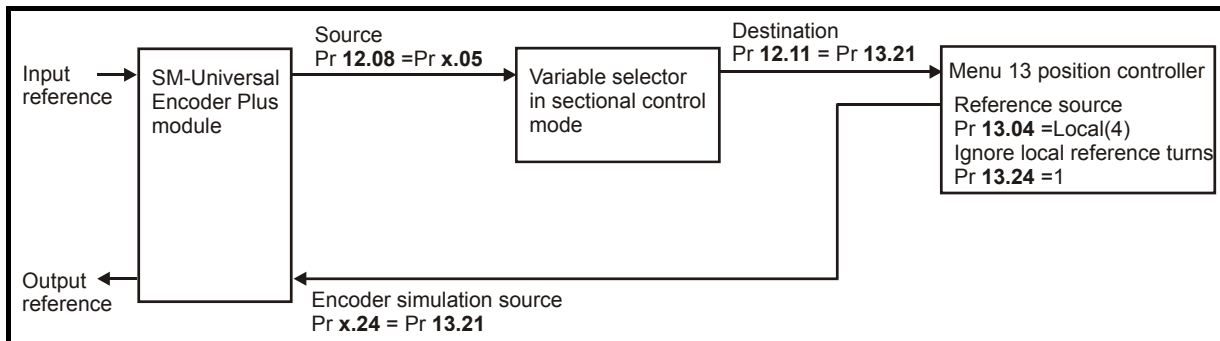 Input
reference
SM-Universal
Encoder Plus
module
Source
Pr 12.08 =Pr x.05
Variable selector
in sectional control
mode
Destination
Pr 12.11 = Pr 13.21
Menu 13 position controller
Reference source
Pr 13.04 =Local(4)
Ignore local reference turns
Pr 13.24 =1
Output
reference
Encoder simulation source
Pr x.24 = Pr 13.21